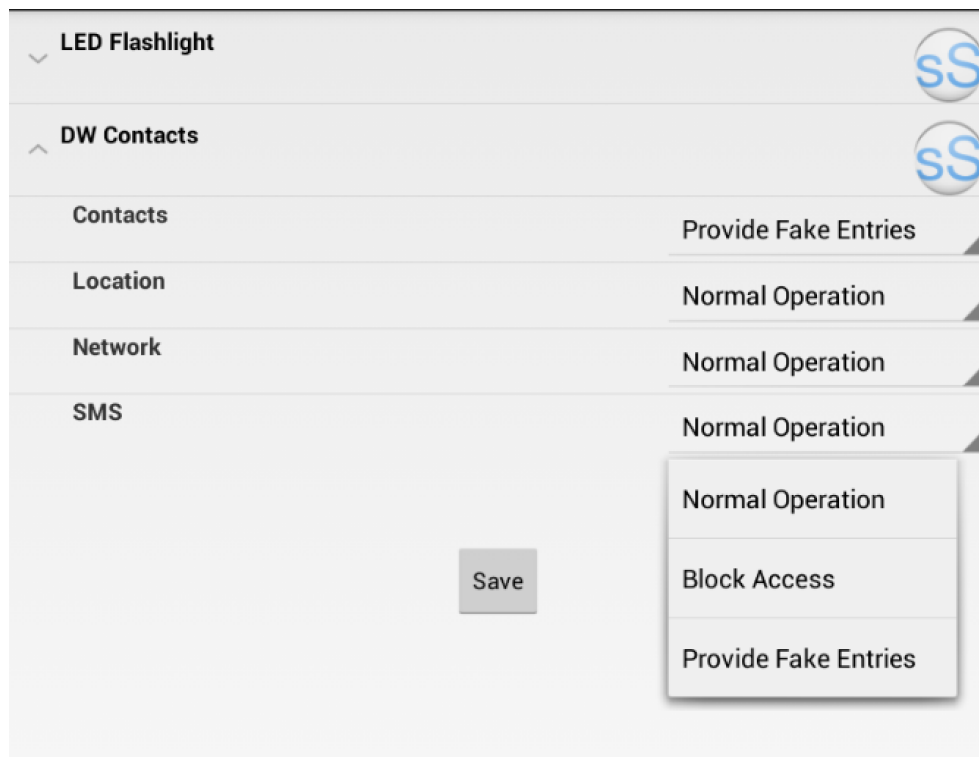 LED Flashlight
sS
DW Contacts
sS
Contacts
Provide Fake Entries
Location
Normal Operation
Network
Normal Operation
SMS
Normal Operation
Normal Operation
Block Access
Save
Provide Fake Entries